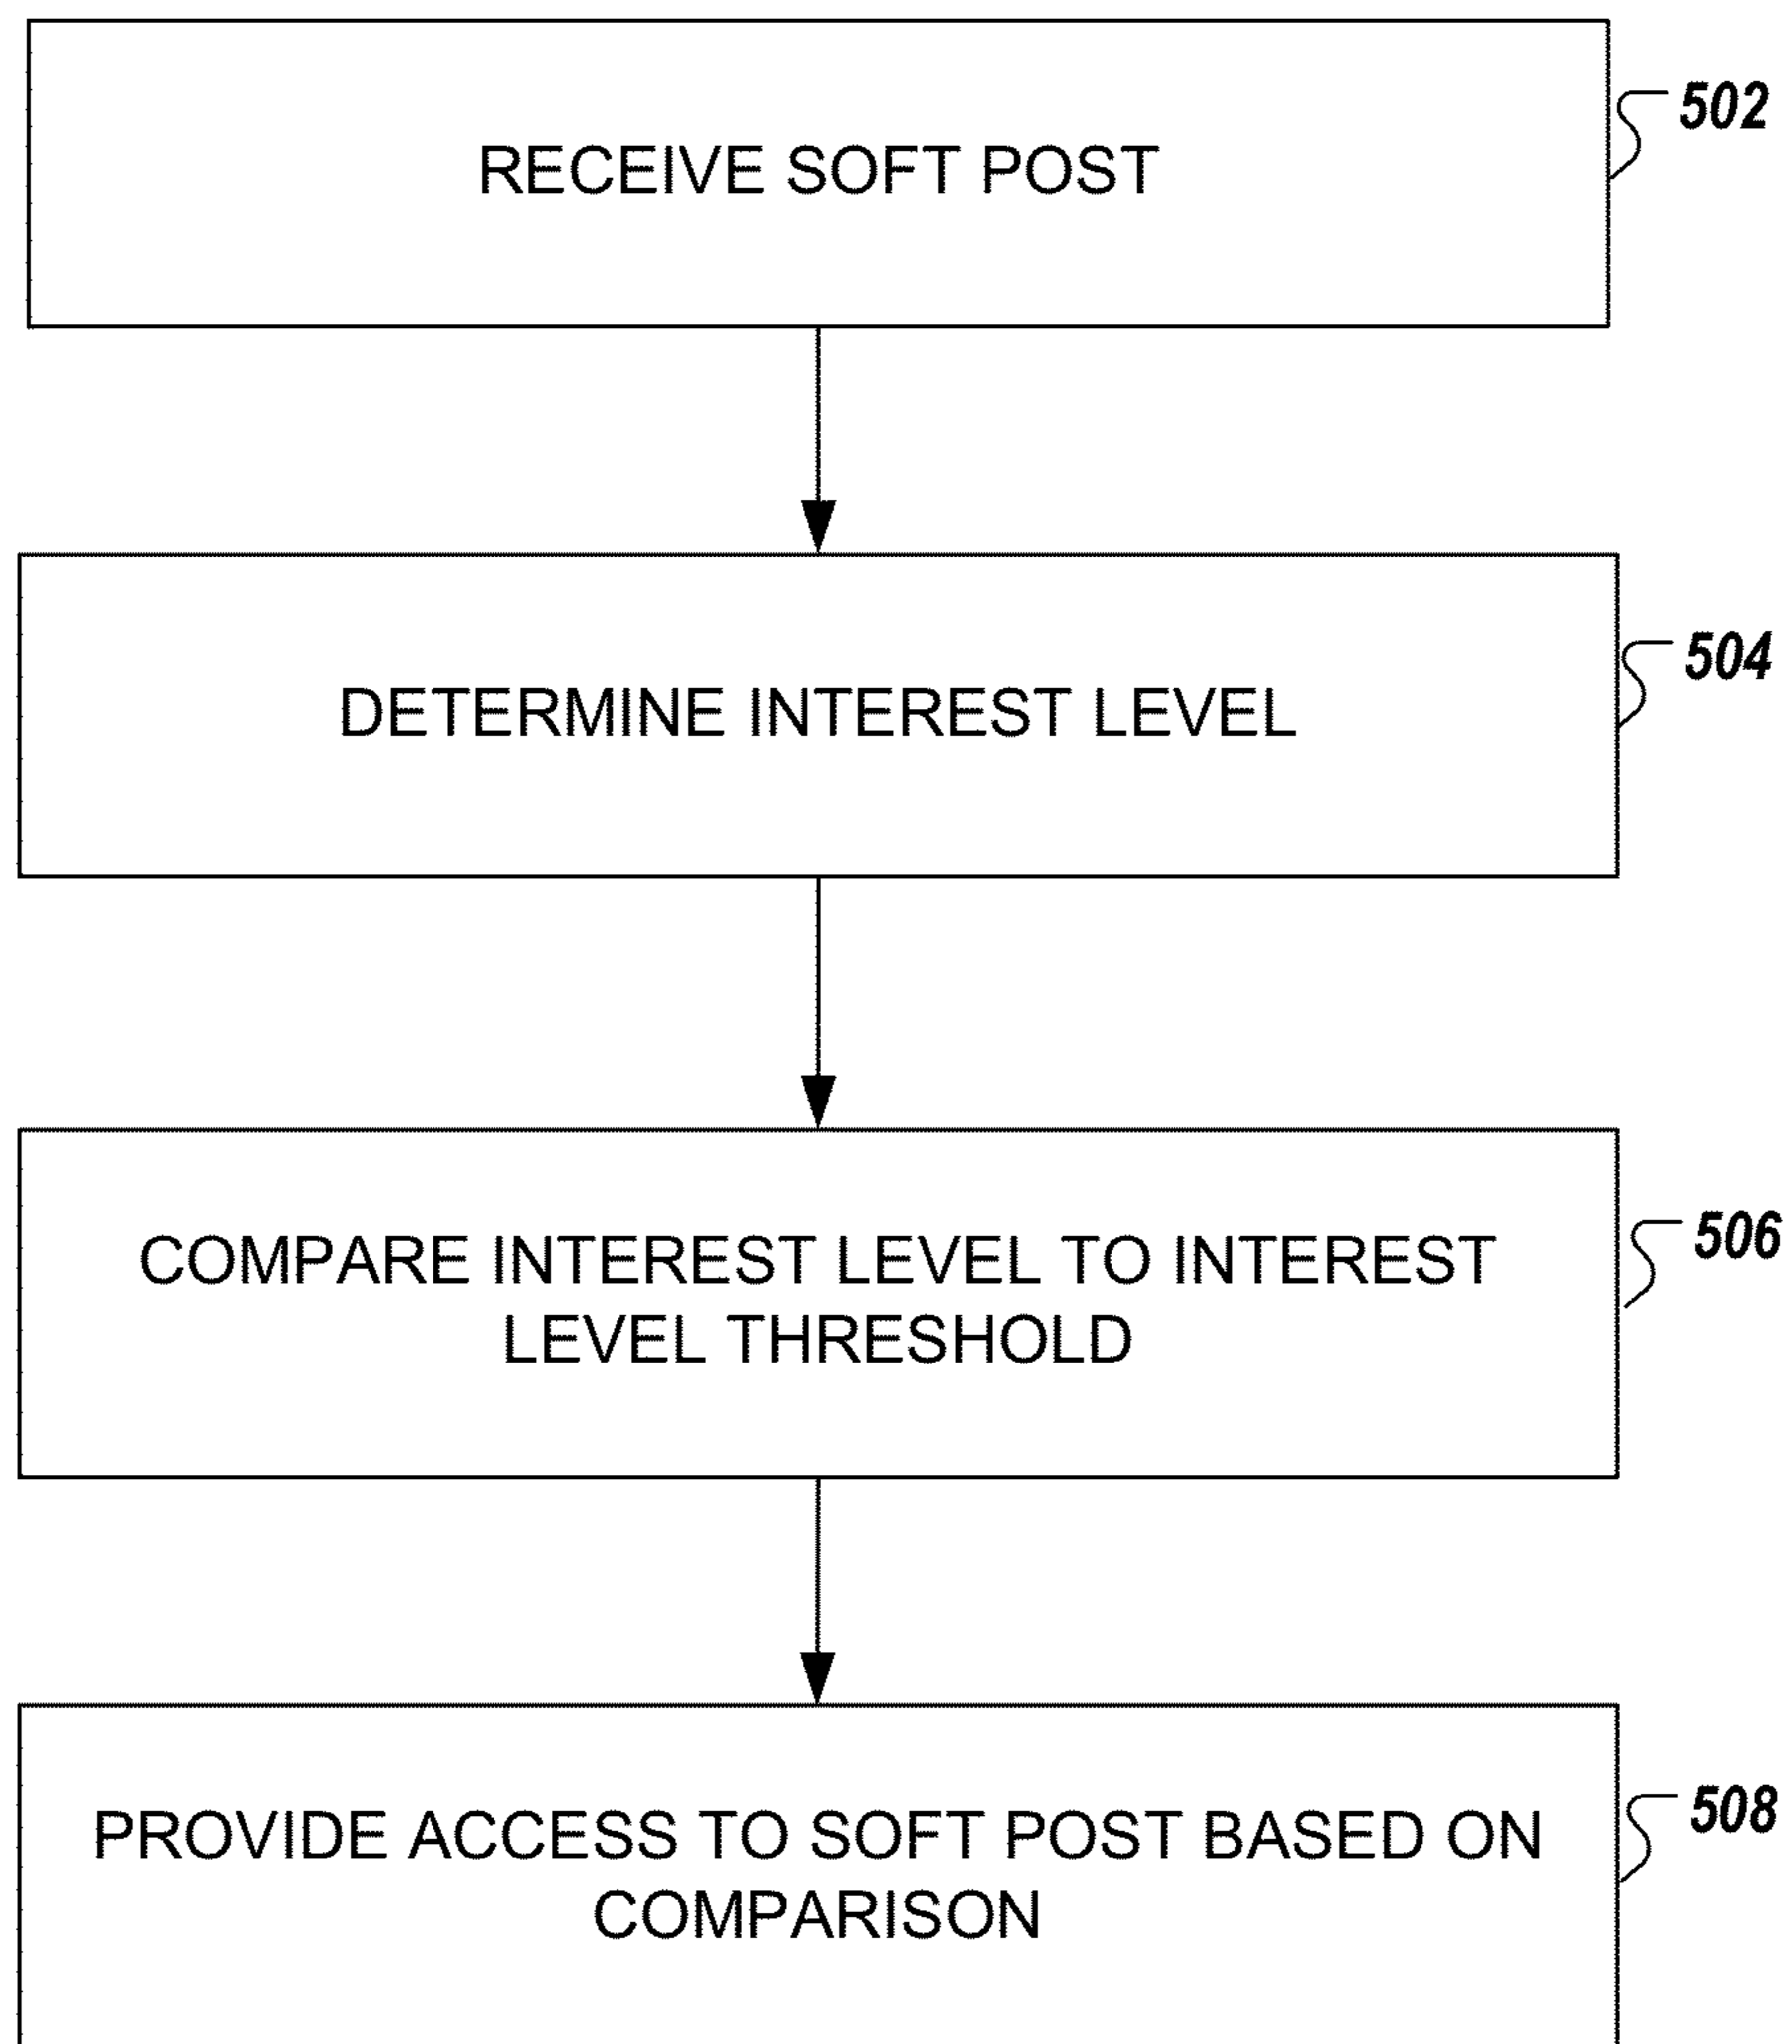 RECEIVE SOFT POST
502
DETERMINE INTEREST LEVEL
504
COMPARE INTEREST LEVEL TO INTEREST
LEVEL THRESHOLD
506
PROVIDE ACCESS TO SOFT POST BASED ON
COMPARISON
508